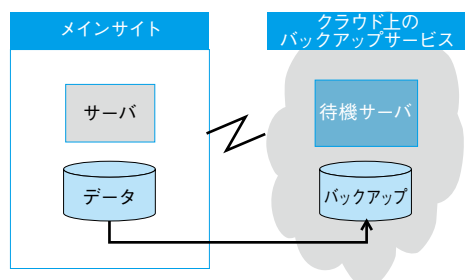 メインサイト
クラウド上の
バックアップサービス
サーバ
待機サーバ
データ
バックアップ